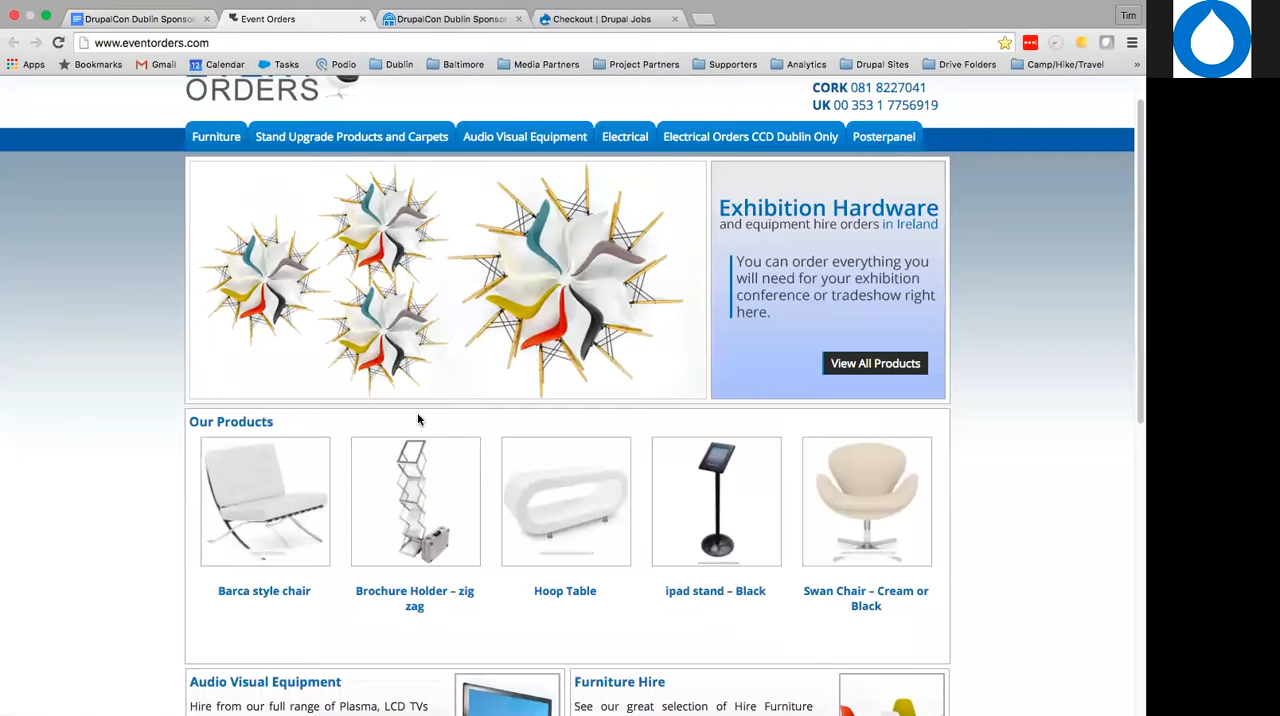 DrupalCon Dublin Sponsor
Event Orders
DrupalCon Dublin Sponsor
Checkout | Drupal Jobs
Tim
www.eventorders.com
Apps
Bookmarks
Gmail
12
Calendar
Tasks
Podio
Dublin
Baltimore
Media Partners
Project Partners
Supporters
Analytics
Drupal Sites
Drive Folders
Camp/Hike/Travel
»
ORDERS
CORK 081 8227041
UK 00 353 1 7756919
Furniture
Stand Upgrade Products and Carpets
Audio Visual Equipment
Electrical
Electrical Orders CCD Dublin Only
Posterpanel
Exhibition Hardware
and equipment hire orders in Ireland
You can order everything you
will need for your exhibition
conference or tradeshow right
here.
View All Products
Our Products
Barca style chair
Brochure Holder – zig
zag
Hoop Table
ipad stand – Black
Swan Chair – Cream or
Black
Audio Visual Equipment
Hire from our full range of Plasma, LCD TVs
Furniture Hire
See our great selection of Hire Furniture